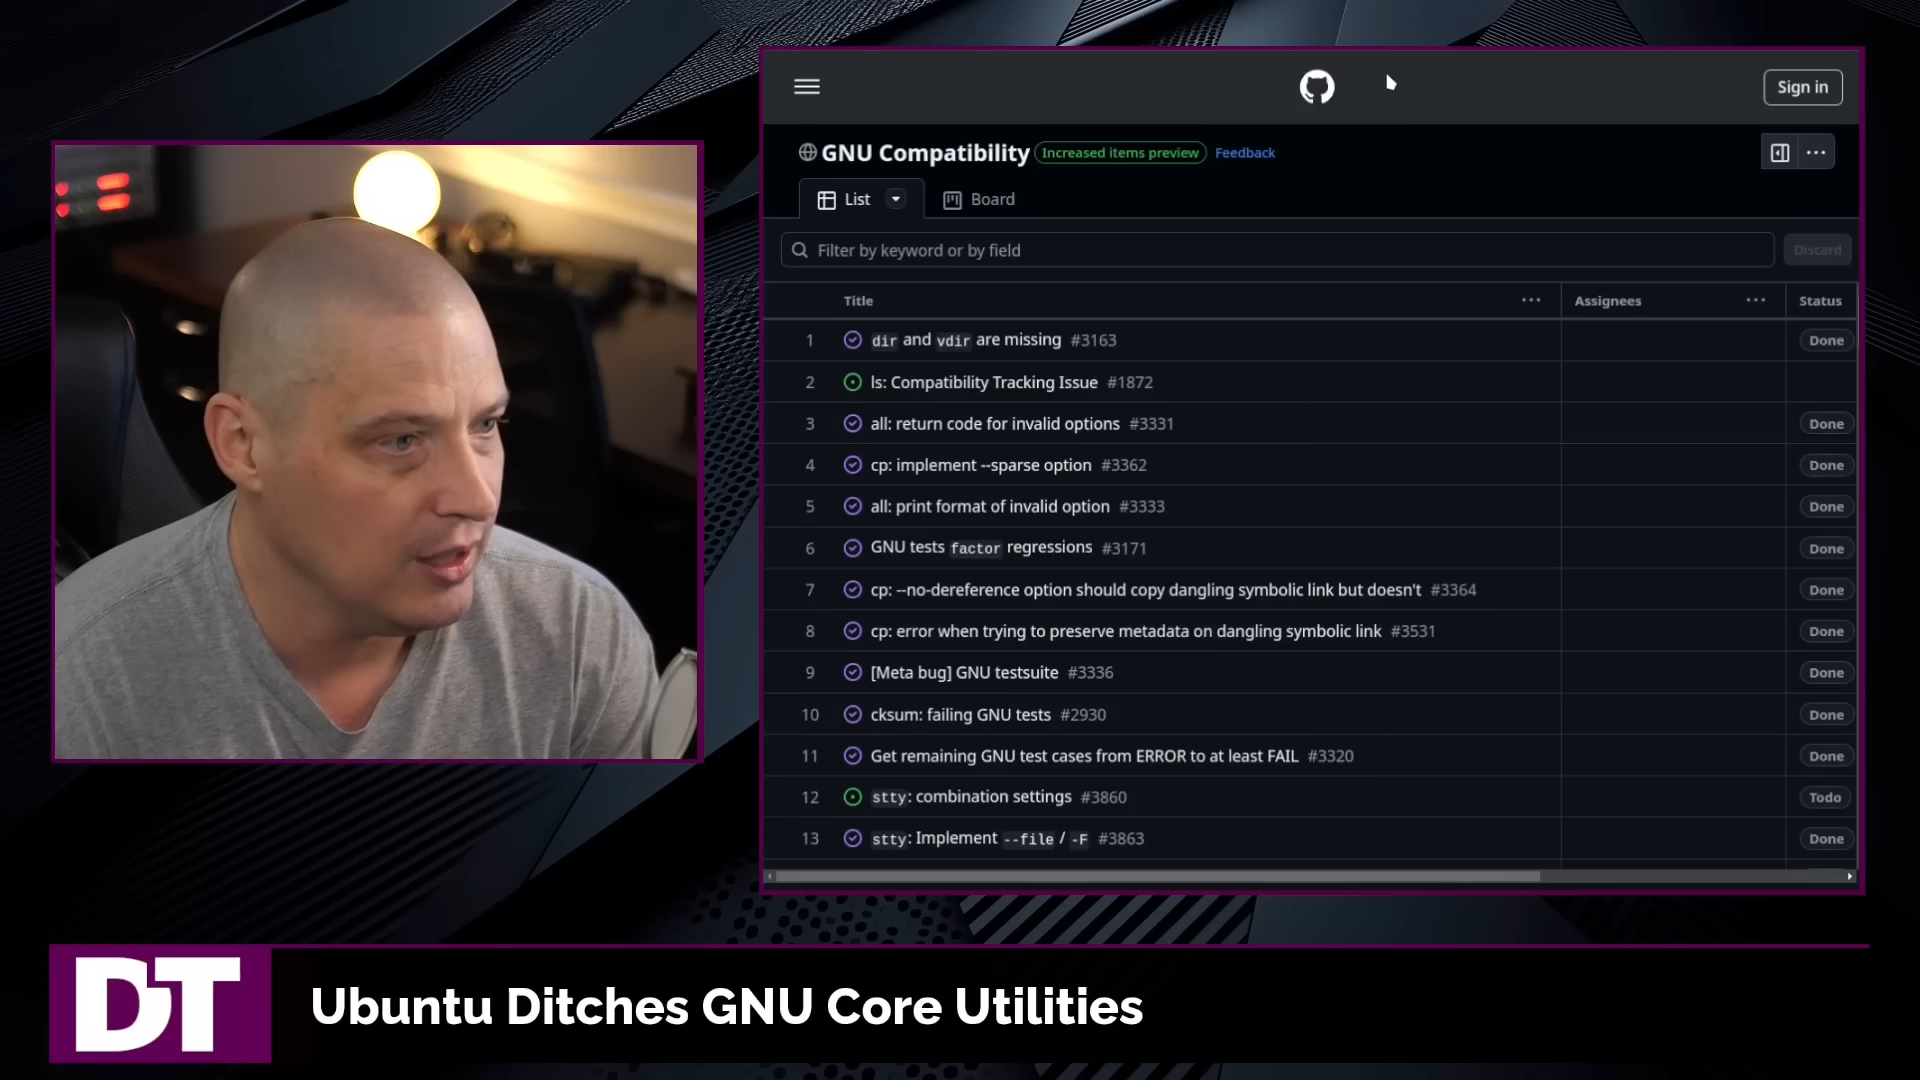 Sign in
GNU Compatibility Increased items preview Feedback
List Board
Filter by keyword or by field Discard
Title Assignees Status
1 dir and vdir are missing #3163 Done
2 ls: Compatibility Tracking Issue #1872
3 all: return code for invalid options #3331 Done
4 cp: implement --sparse option #3362 Done
5 all: print format of invalid option #3333 Done
6 GNU tests factor regressions #3171 Done
7 cp: --no-dereference option should copy dangling symbolic link but doesn't #3364 Done
8 cp: error when trying to preserve metadata on dangling symbolic link #3531 Done
9 [Meta bug] GNU testsuite #3336 Done
10 cksum: failing GNU tests #2930 Done
11 Get remaining GNU test cases from ERROR to at least FAIL #3320 Done
12 stty: combination settings #3860 Todo
13 stty: Implement --file / -F #3863 Done
DT
Ubuntu Ditches GNU Core Utilities